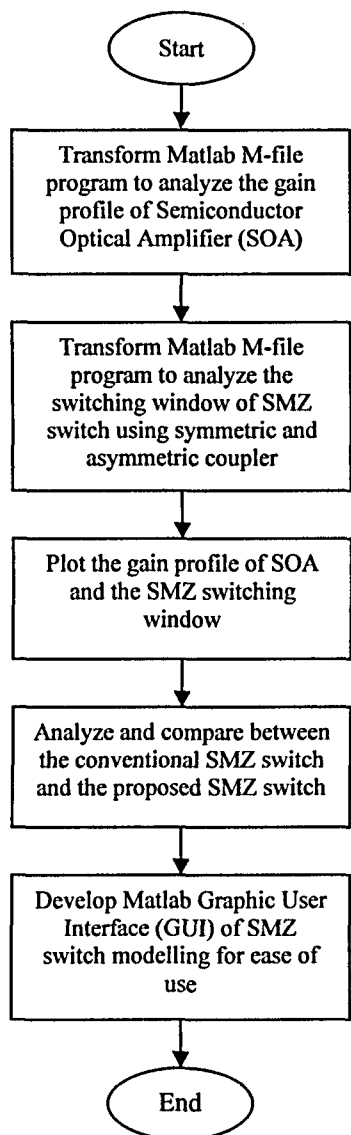 Start
Transform Matlab M-file
program to analyze the gain
profile of Semiconductor
Optical Amplifier (SOA)
Transform Matlab M-file
program to analyze the
switching window of SMZ
switch using symmetric and
asymmetric coupler
Plot the gain profile of SOA
and the SMZ switching
window
Analyze and compare between
the conventional SMZ switch
and the proposed SMZ switch
Develop Matlab Graphic User
Interface (GUI) of SMZ
switch modelling for ease of
use
End